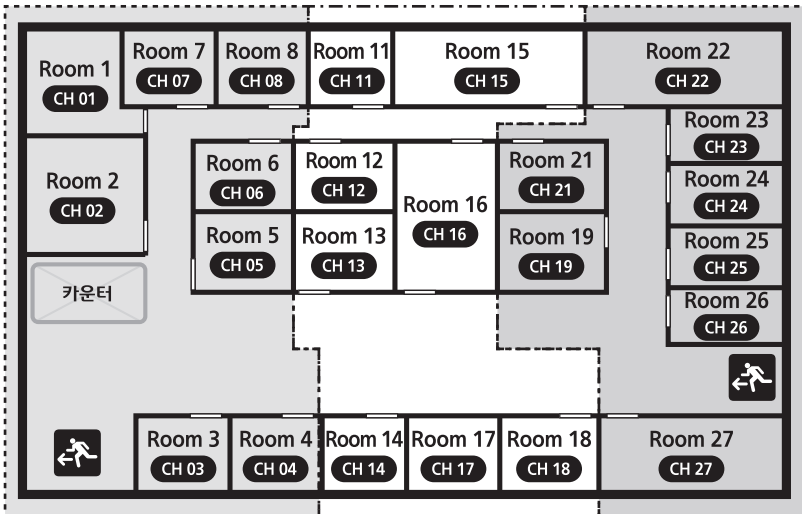 Room 1
CH 01
Room 7
CH 07
Room 8
CH 08
Room 11
CH 11
Room 15
CH 15
Room 22
CH 22
Room 2
CH 02
Room 6
CH 06
Room 12
CH 12
Room 16
CH 16
Room 21
CH 21
Room 23
CH 23
Room 24
CH 24
Room 5
CH 05
Room 13
CH 13
Room 19
CH 19
Room 25
CH 25
Room 26
CH 26
카운터
Room 3
CH 03
Room 4
CH 04
Room 14
CH 14
Room 17
CH 17
Room 18
CH 18
Room 27
CH 27